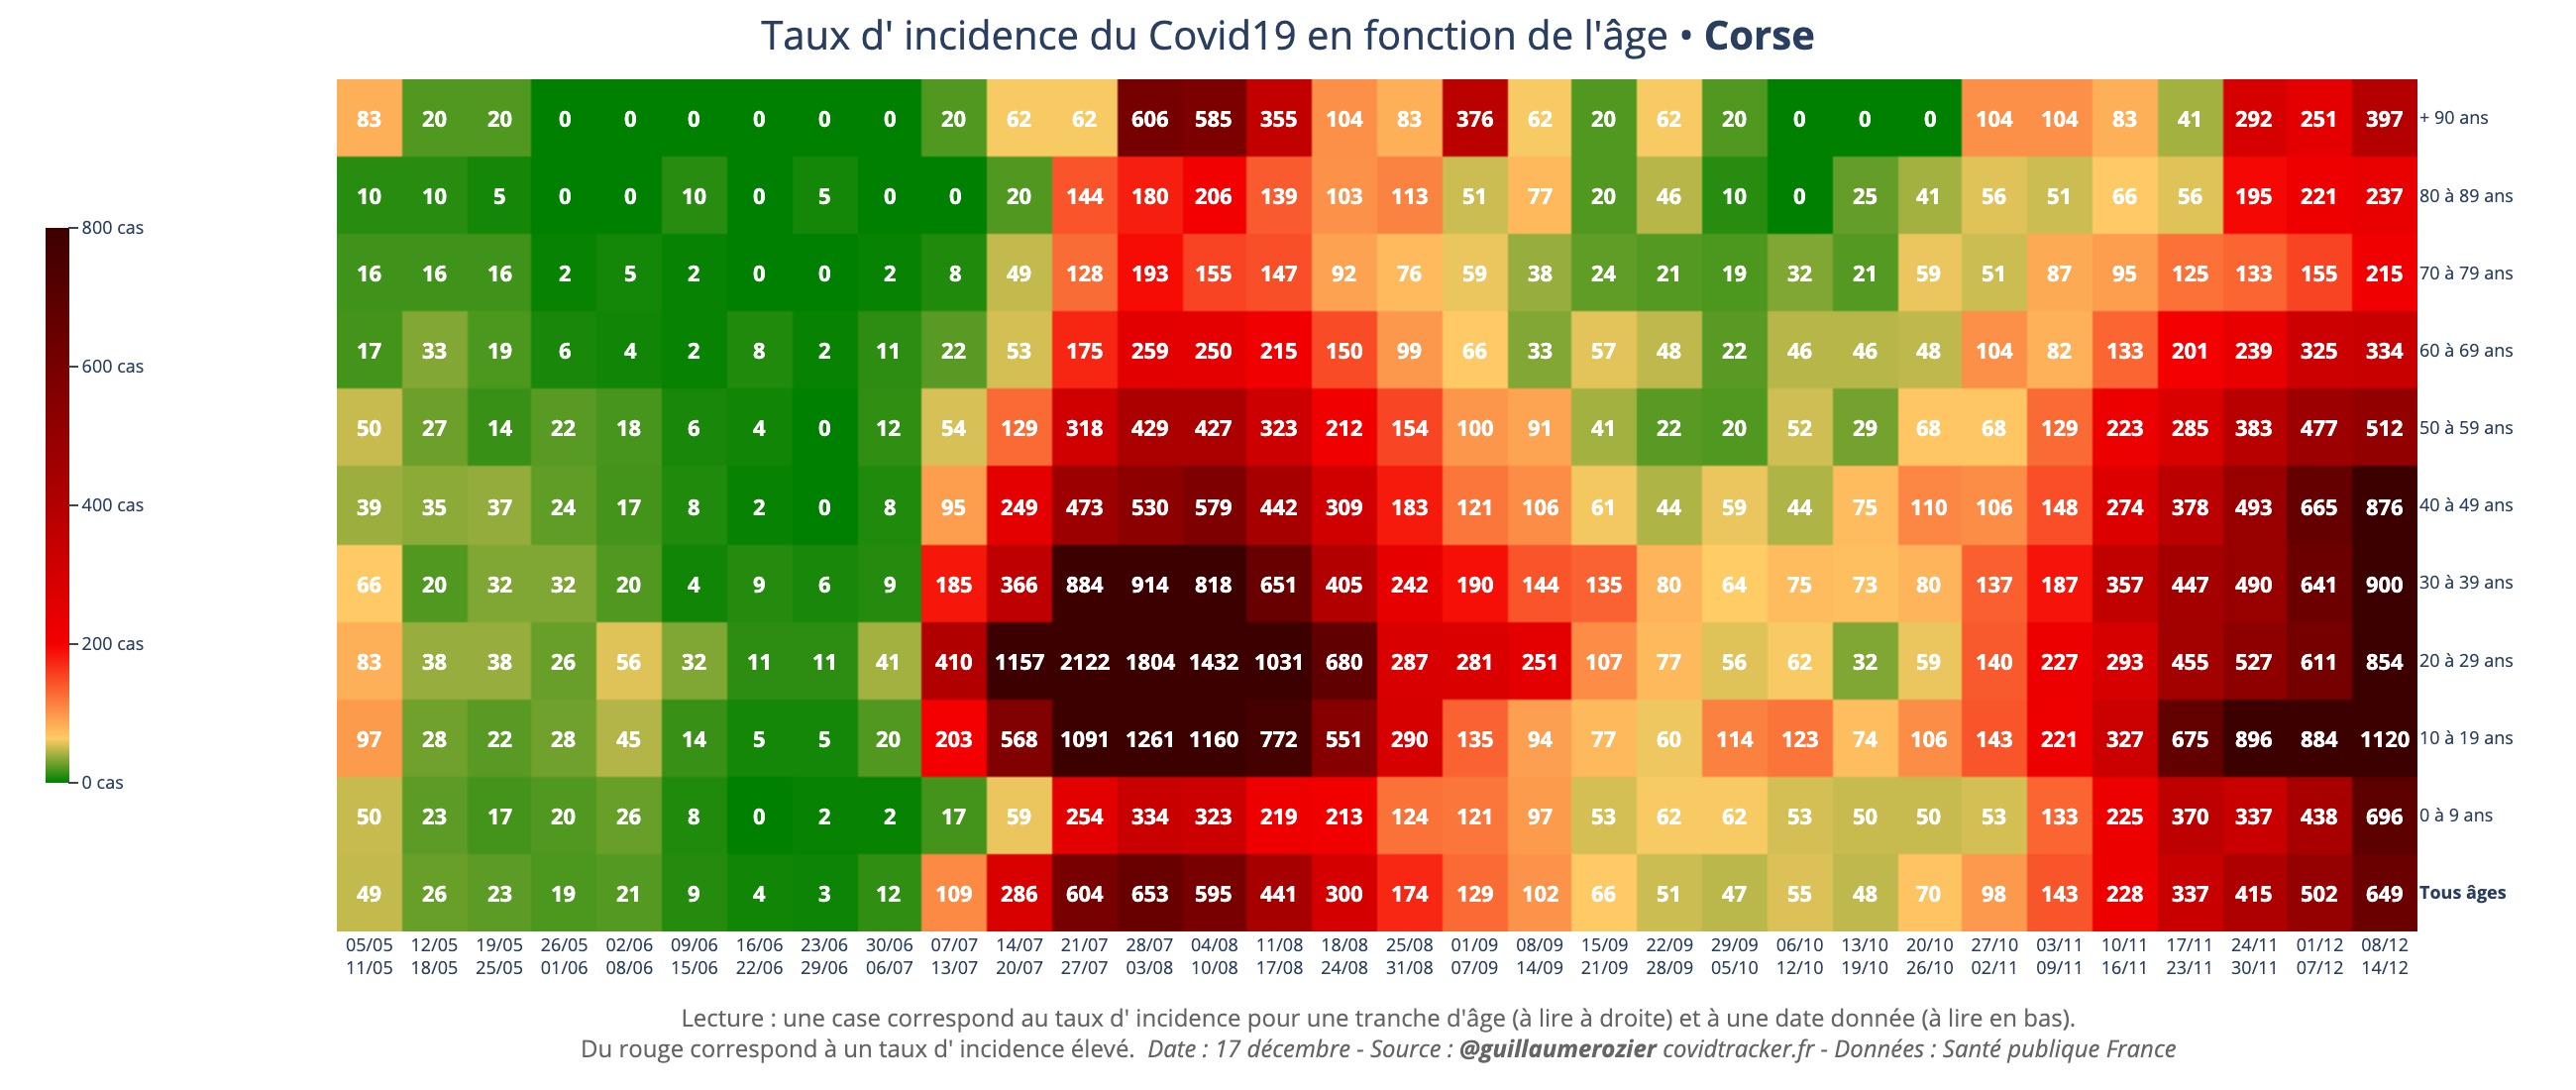 Taux d' incidence du Covid19 en fonction de l'âge • Corse
83 20 20 0 0 0 0 0 0 20 62 62 606 585 355 104 83 376 62 20 62 20 0 0 0 104 104 83 41 292 251 397 + 90 ans
10 10 5 0 0 10 0 5 0 0 20 144 180 206 139 103 113 51 77 20 46 10 0 25 41 56 51 66 56 195 221 237 80 à 89 ans
800 cas
16 16 16 2 5 2 0 0 2 8 49 128 193 155 147 92 76 59 38 24 21 19 32 21 59 51 87 95 125 133 155 215 70 à 79 ans
17 33 19 6 4 2 8 2 11 22 53 175 259 250 215 150 99 66 33 57 48 22 46 46 48 104 82 133 201 239 325 334 60 à 69 ans
600 cas
50 27 14 22 18 6 4 0 12 54 129 318 429 427 323 212 154 100 91 41 22 20 52 29 68 68 129 223 285 383 477 512 50 à 59 ans
400 cas
39 35 37 24 17 8 2 0 8 95 249 473 530 579 442 309 183 121 106 61 44 59 44 75 110 106 148 274 378 493 665 876 40 à 49 ans
66 20 32 32 20 4 9 6 9 185 366 884 914 818 651 405 242 190 144 135 80 64 75 73 80 137 187 357 447 490 641 900 30 à 39 ans
200 cas
83 38 38 26 56 32 11 11 41 410 1157 2122 1804 1432 1031 680 287 281 251 107 77 56 62 32 59 140 227 293 455 527 611 854 20 à 29 ans
97 28 22 28 45 14 5 5 20 203 568 1091 1261 1160 772 551 290 135 94 77 60 114 123 74 106 143 221 327 675 896 884 1120 10 à 19 ans
0 cas
50 23 17 20 26 8 0 2 2 17 59 254 334 323 219 213 124 121 97 53 62 62 53 50 50 53 133 225 370 337 438 696 0 à 9 ans
49 26 23 19 21 9 4 3 12 109 286 604 653 595 441 300 174 129 102 66 51 47 55 48 70 98 143 228 337 415 502 649 Tous âges
05/05 12/05 19/05 26/05 02/06 09/06 16/06 23/06 30/06 07/07 14/07 21/07 28/07 04/08 11/08 18/08 25/08 01/09 08/09 15/09 22/09 29/09 06/10 13/10 20/10 27/10 03/11 10/11 17/11 24/11 01/12 08/12
11/05 18/05 25/05 01/06 08/06 15/06 22/06 29/06 06/07 13/07 20/07 27/07 03/08 10/08 17/08 24/08 31/08 07/09 14/09 21/09 28/09 05/10 12/10 19/10 26/10 02/11 09/11 16/11 23/11 30/11 07/12 14/12
Lecture : une case correspond au taux d' incidence pour une tranche d'âge (à lire à droite) et à une date donnée (à lire en bas).
Du rouge correspond à un taux d' incidence élevé. Date : 17 décembre - Source : @guillaumerozier covidtracker.fr - Données : Santé publique France